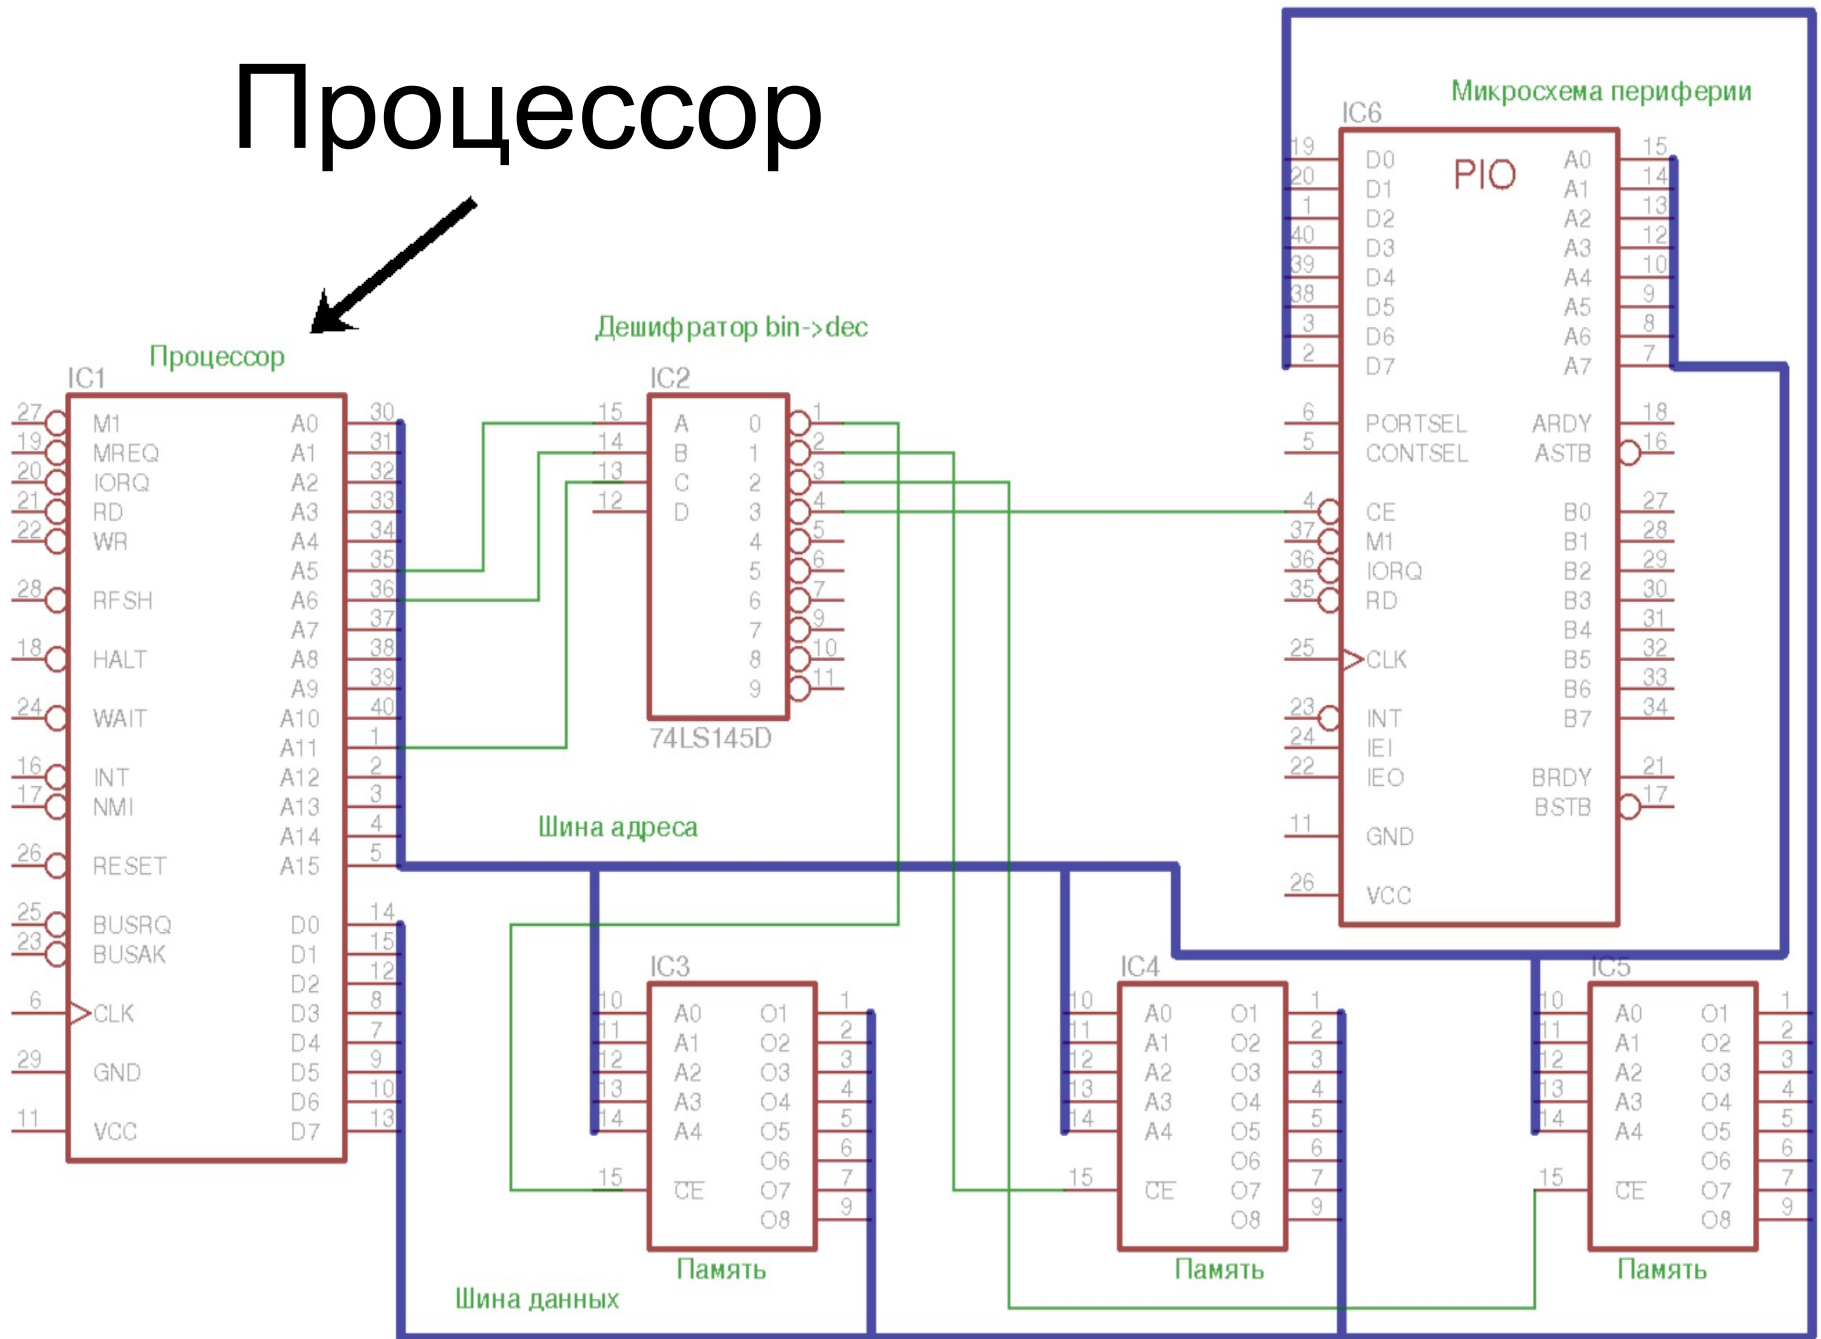 Процессор
Микросхема периферии
IC6
PIO
19 D0 A0 15
20 D1 A1 14
1 D2 A2 13
40 D3 A3 12
39 D4 A4 10
38 D5 A5 9
3 D6 A6 8
2 D7 A7 7
6 PORTSEL ARDY 18
5 CONTSEL ASTB 16
4 CE B0 27
37 M1 B1 28
36 IORQ B2 29
35 RD B3 30
B4 31
25 CLK B5 32
B6 33
23 INT B7 34
24 IEI
22 IEO BRDY 21
BSTB 17
11 GND
26 VCC
Процессор
IC1
27 M1 A0 30
19 MREQ A1 31
20 IORQ A2 32
21 RD A3 33
22 WR A4 34
A5 35
28 RFSH A6 36
A7 37
18 HALT A8 38
A9 39
24 WAIT A10 40
A11 1
16 INT A12 2
17 NMI A13 3
A14 4
26 RESET A15 5
25 BUSRQ D0 14
23 BUSAK D1 15
D2 12
6 CLK D3 8
D4 7
29 GND D5 9
D6 10
11 VCC D7 13
Дешифратор bin->dec
IC2
15 A 0 1
14 B 1 2
13 C 2 3
12 D 3 4
4 5
5 6
6 7
7 9
8 10
9 11
74LS145D
Шина адреса
IC3
10 A0 O1 1
11 A1 O2 2
12 A2 O3 3
13 A3 O4 4
14 A4 O5 5
O6 6
15 CE O7 7
O8 9
Память
IC4
10 A0 O1 1
11 A1 O2 2
12 A2 O3 3
13 A3 O4 4
14 A4 O5 5
O6 6
15 CE O7 7
O8 9
Память
IC5
10 A0 O1 1
11 A1 O2 2
12 A2 O3 3
13 A3 O4 4
14 A4 O5 5
O6 6
15 CE O7 7
O8 9
Память
Шина данных